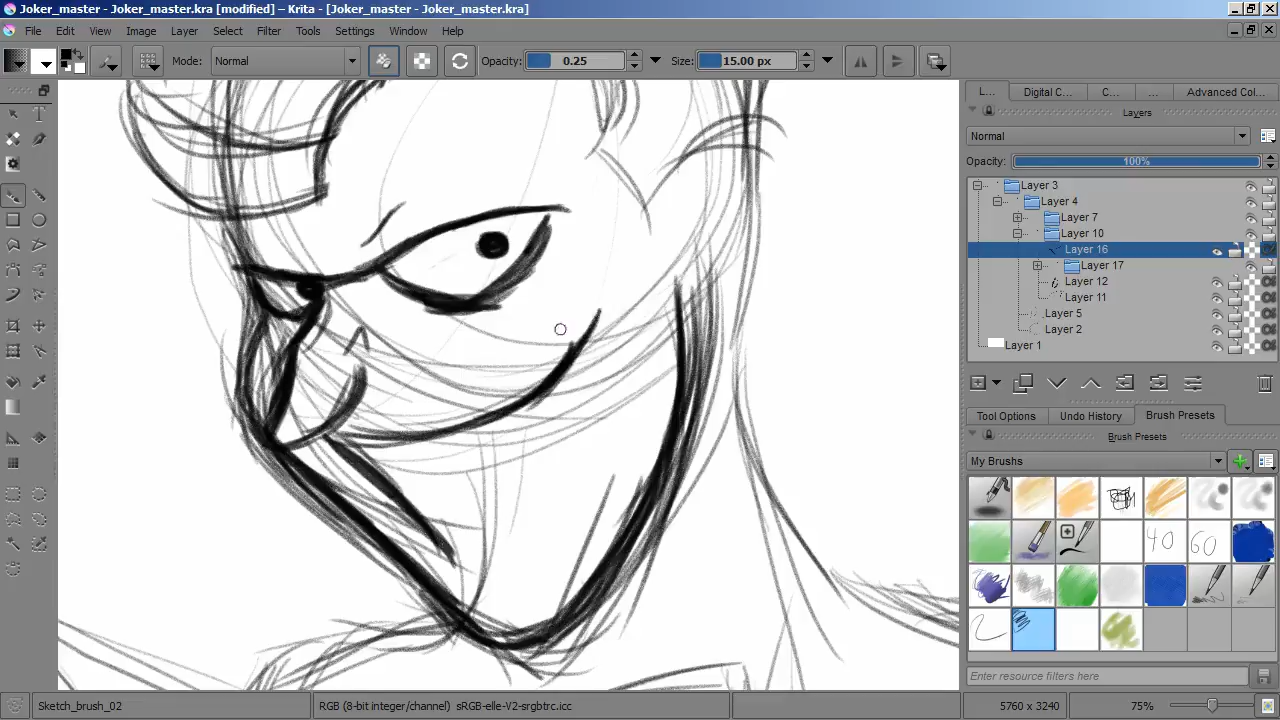 Joker_master - Joker_master.kra [modified] – Krita - [Joker_master - Joker_master.kra]
File Edit View Image Layer Select Filter Tools Settings Window Help
Mode: Normal Opacity: 0.25 Size: 15.00 px
L... Digital C... C... ... Advanced Col...
Layers
Normal
Opacity: 100%
Layer 3
Layer 4
Layer 7
Layer 10
Layer 16
Layer 17
Layer 12
Layer 11
Layer 5
Layer 2
Layer 1
Tool Options Undo History Brush Presets
Brush Presets
My Brushes
40 60
Enter resource filters here
Sketch_brush_02 RGB (8-bit integer/channel) sRGB-elle-V2-srgbtrc.icc 5760 x 3240 75%